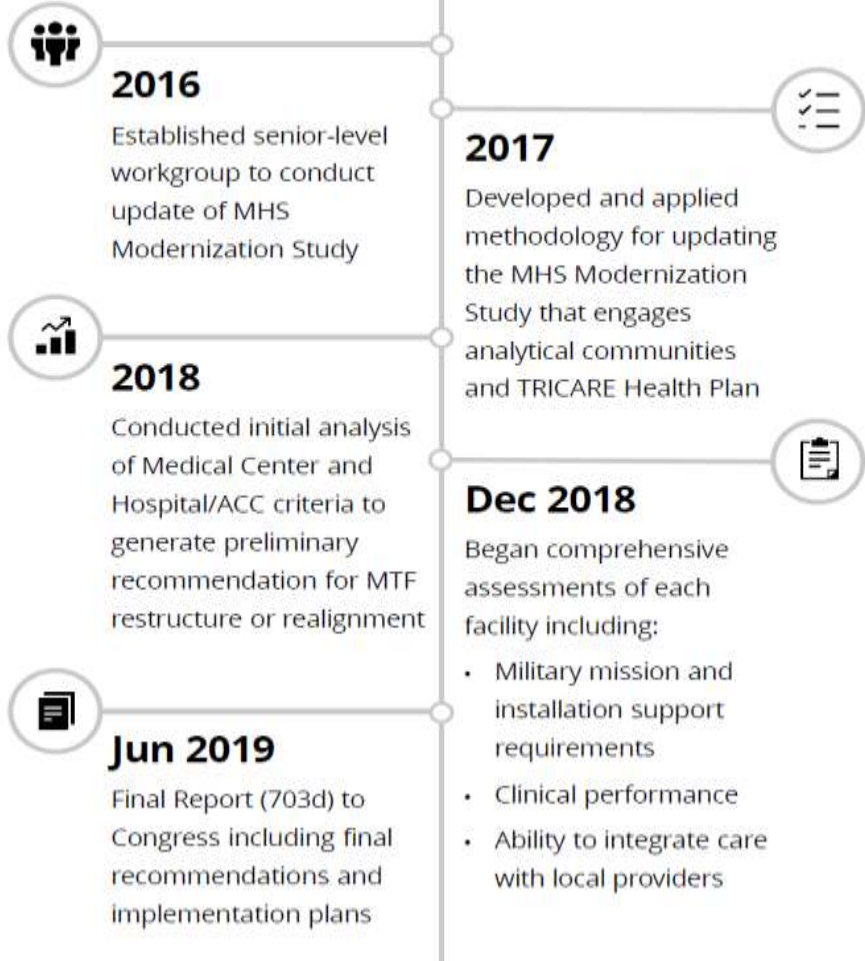 2016
Established senior-level
workgroup to conduct
update of MHS
Modernization Study
2017
Developed and applied
methodology for updating
the MHS Modernization
Study that engages
analytical communities
and TRICARE Health Plan
2018
Conducted initial analysis
of Medical Center and
Hospital/ACC criteria to
generate preliminary
recommendation for MTF
restructure or realignment
Dec 2018
Began comprehensive
assessments of each
facility including:
• Military mission and
installation support
requirements
• Clinical performance
• Ability to integrate care
with local providers
Jun 2019
Final Report (703d) to
Congress including final
recommendations and
implementation plans